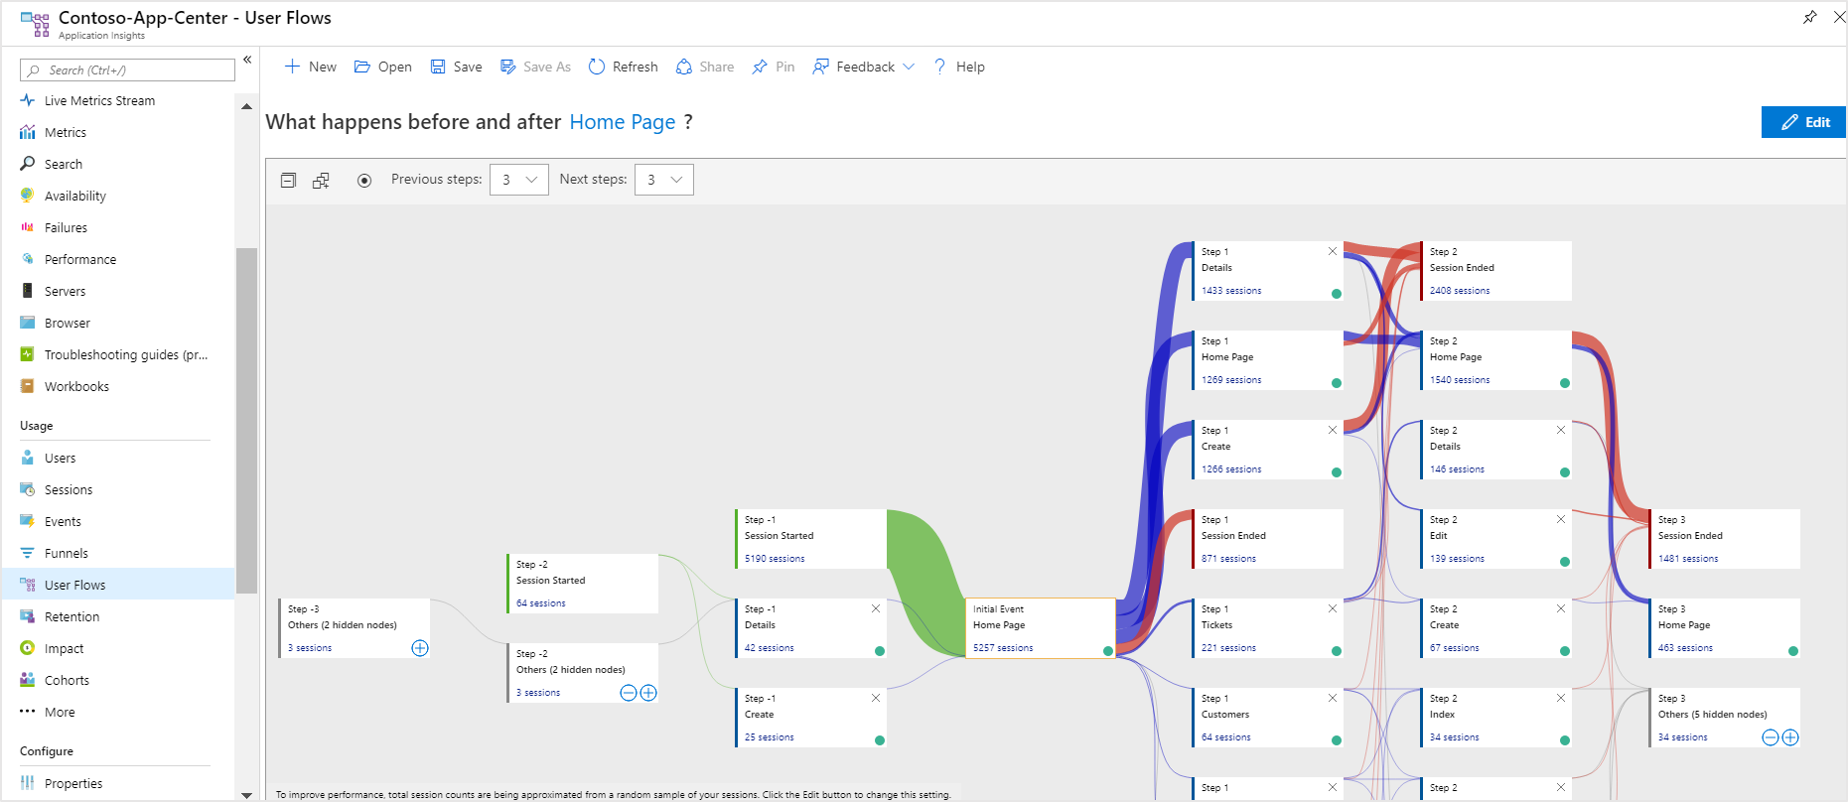 Contoso-App-Center - User Flows
Application Insights
Search (Ctrl+/)
«
Live Metrics Stream
Metrics
Search
Availability
Failures
Performance
Servers
Browser
Troubleshooting guides (pr...
Workbooks
Usage
Users
Sessions
Events
Funnels
User Flows
Retention
Impact
Cohorts
More
Configure
Properties
New Open Save Save As Refresh Share Pin Feedback ? Help
What happens before and after Home Page ?
Edit
Previous steps: 3 Next steps: 3
Step -3
Others (2 hidden nodes)
3 sessions
Step -2
Session Started
64 sessions
Step -2
Others (2 hidden nodes)
3 sessions
Step -1
Session Started
5190 sessions
Step -1
Details
42 sessions
Step -1
Create
25 sessions
Initial Event
Home Page
5257 sessions
Step 1
Details
1433 sessions
Step 1
Home Page
1269 sessions
Step 1
Create
1266 sessions
Step 1
Session Ended
871 sessions
Step 1
Tickets
221 sessions
Step 1
Customers
64 sessions
Step 1
Step 2
Session Ended
2408 sessions
Step 2
Home Page
1540 sessions
Step 2
Details
146 sessions
Step 2
Edit
139 sessions
Step 2
Create
67 sessions
Step 2
Index
34 sessions
Step 2
Step 3
Session Ended
1481 sessions
Step 3
Home Page
463 sessions
Step 3
Others (5 hidden nodes)
34 sessions
To improve performance, total session counts are being approximated from a random sample of your sessions. Click the Edit button to change this setting.